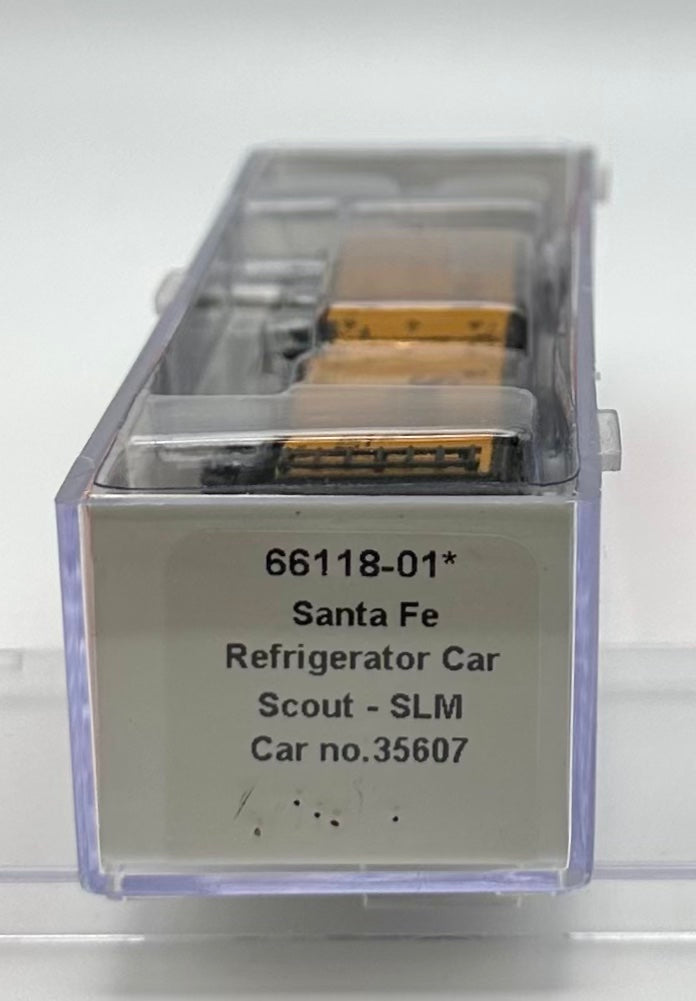 66118-01*
Santa Fe
Refrigerator Car
Scout - SLM
Car no.35607